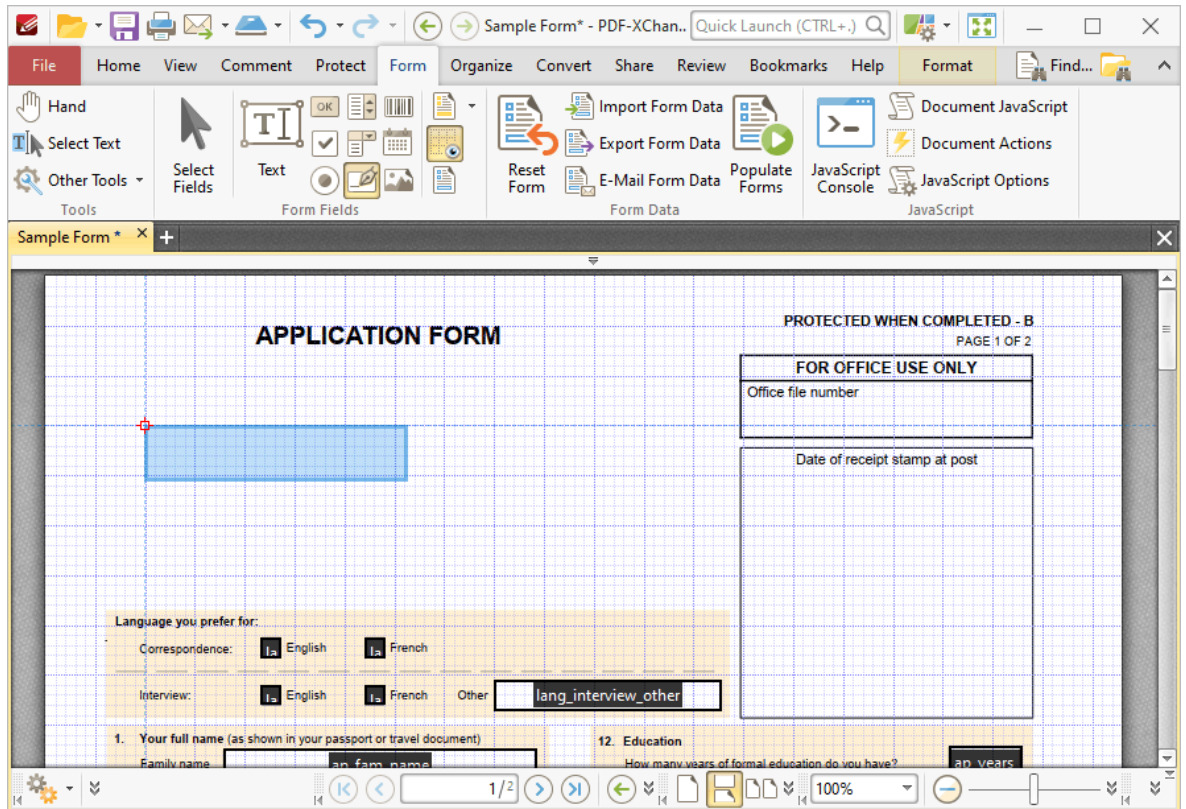 Sample Form* - PDF-XChan.. Quick Launch (CTRL+.)
File Home View Comment Protect Form Organize Convert Share Review Bookmarks Help Format Find...
Hand
Select Text
Other Tools
Tools
Select Fields
Text
OK
Form Fields
Reset Form
Import Form Data
Export Form Data
E-Mail Form Data
Populate Forms
Form Data
JavaScript Console
Document JavaScript
Document Actions
JavaScript Options
JavaScript
Sample Form *
APPLICATION FORM
PROTECTED WHEN COMPLETED - B
PAGE 1 OF 2
FOR OFFICE USE ONLY
Office file number
Date of receipt stamp at post
Language you prefer for:
Correspondence: English French
Interview: English French Other lang_interview_other
1. Your full name (as shown in your passport or travel document)
Family name ap_fam_name
12. Education
How many years of formal education do you have? ap_years
1/2
100%